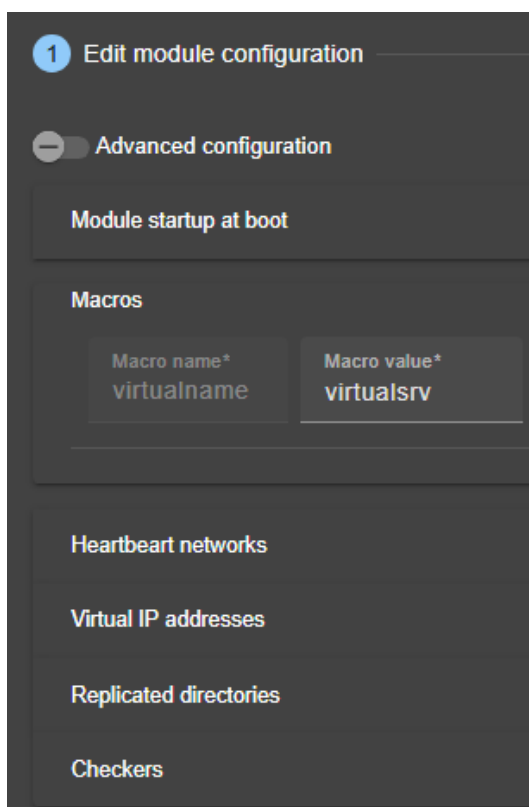 1 Edit module configuration
Advanced configuration
Module startup at boot
Macros
Macro name* Macro value*
virtualname virtualsrv
Heartbeart networks
Virtual IP addresses
Replicated directories
Checkers